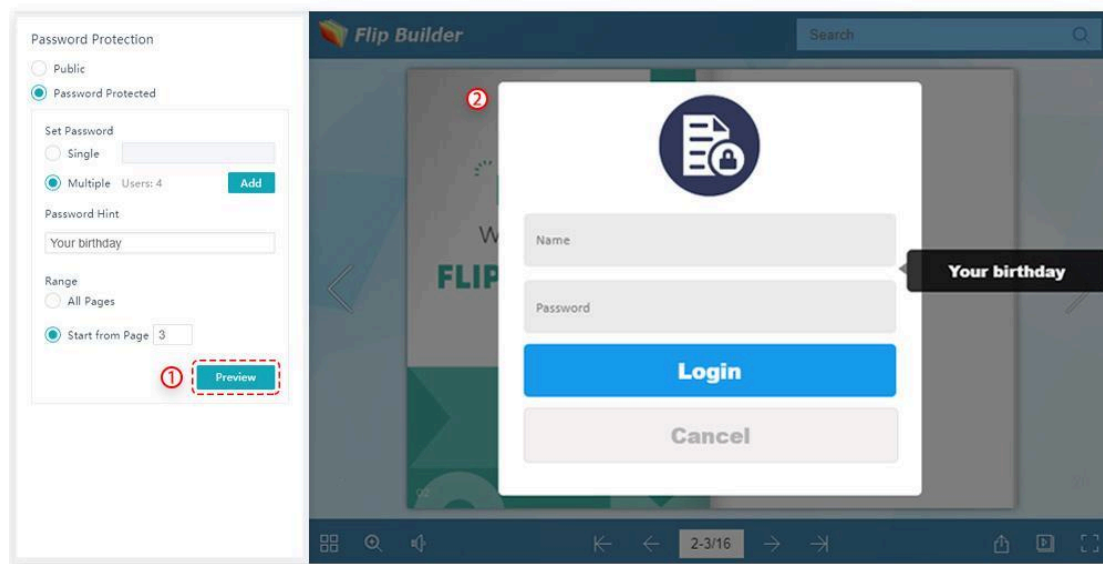 Password Protection
Public
Password Protected
Set Password
Single
Multiple Users: 4 Add
Password Hint
Your birthday
Range
All Pages
Start from Page 3
① Preview
Flip Builder
Search
②
W
FLIP
Name
Your birthday
Password
Login
Cancel
02
2-3/16